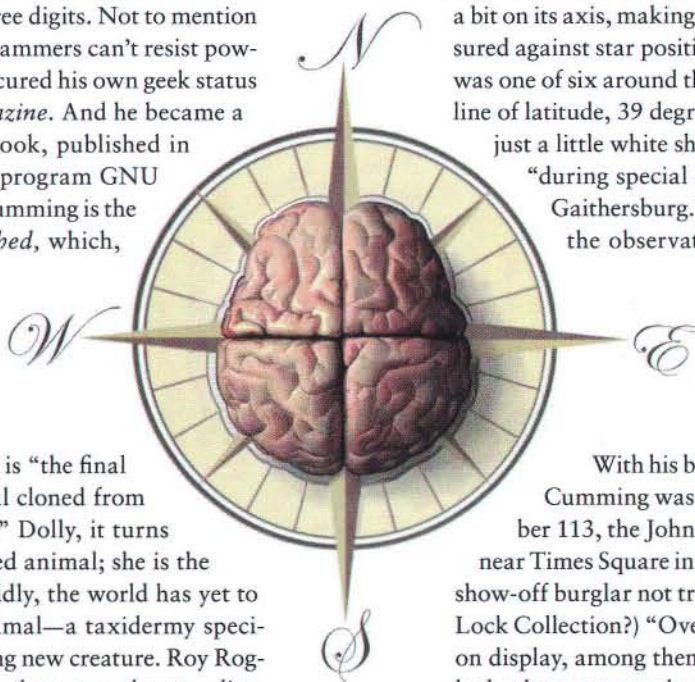 ree digits. Not to mention
ammers can't resist pow-
cured his own geek status
azine. And he became a
ook, published in
program GNU
umming is the
hed, which,
is "the final
l cloned from
" Dolly, it turns
ed animal; she is the
idly, the world has yet to
imal—a taxidermy speci-
ng new creature. Roy Rog-
N
W
E
S
a bit on its axis, making
sured against star positi
was one of six around th
line of latitude, 39 degr
just a little white sh
"during special
Gaithersburg,
the observat
With his b
Cumming was
ber 113, the John
near Times Square in
show-off burglar not tr
Lock Collection?) "Ove
on display, among them